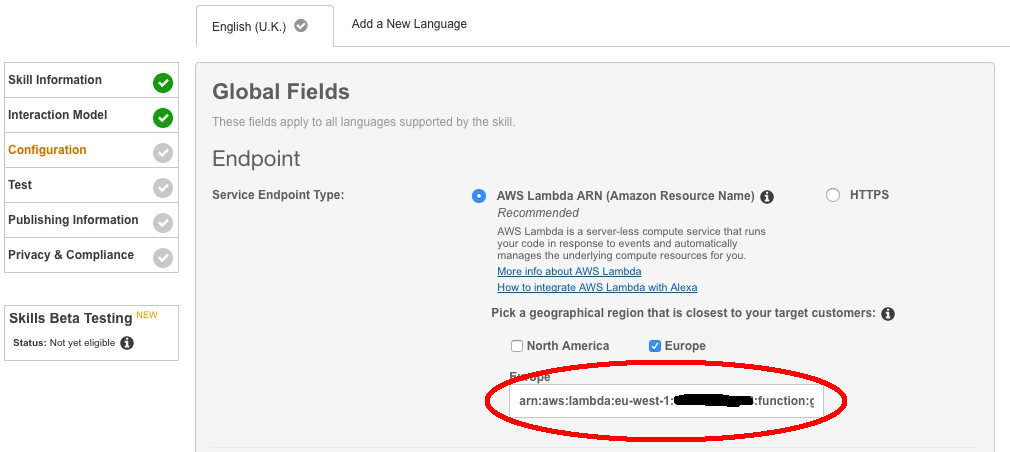 English (U.K.)
Add a New Language
Skill Information
Interaction Model
Configuration
Test
Publishing Information
Privacy & Compliance
Skills Beta Testing NEW
Status: Not yet eligible
Global Fields
These fields apply to all languages supported by the skill.
Endpoint
Service Endpoint Type:
AWS Lambda ARN (Amazon Resource Name)
HTTPS
Recommended
AWS Lambda is a server-less compute service that runs
your code in response to events and automatically
manages the underlying compute resources for you.
More info about AWS Lambda
How to integrate AWS Lambda with Alexa
Pick a geographical region that is closest to your target customers:
North America
Europe
Europe
arn:aws:lambda:eu-west-1: :function:g